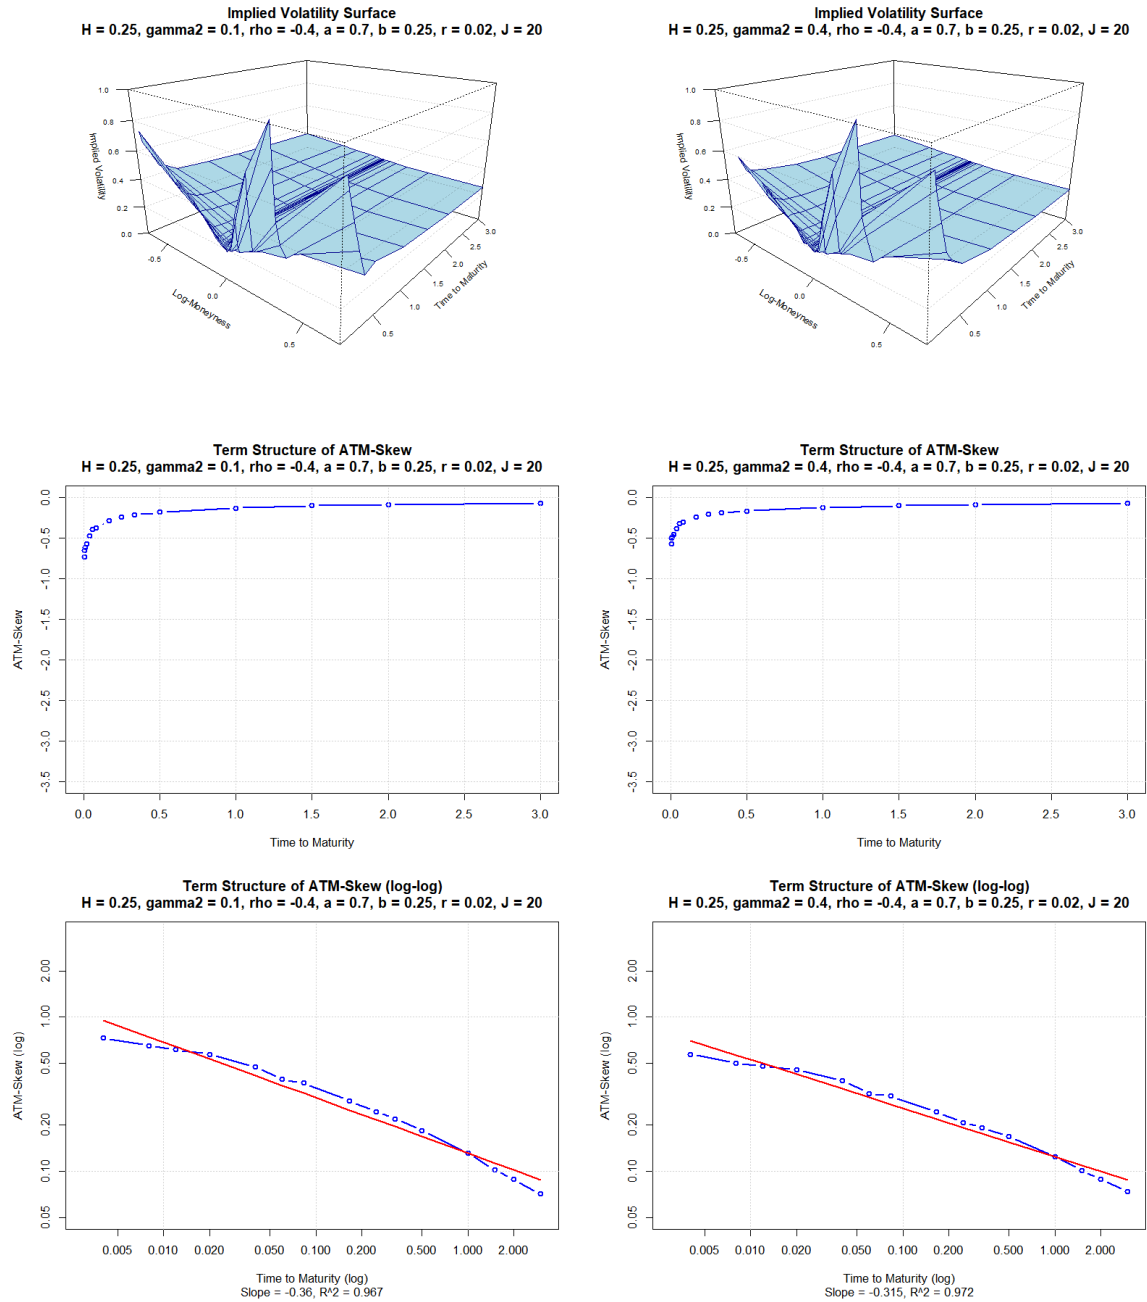 Implied Volatility Surface
H = 0.25, gamma2 = 0.1, rho = -0.4, a = 0.7, b = 0.25, r = 0.02, J = 20
1.0
0.8
0.6
0.4
0.2
0.0
Implied Volatility
-0.5
0.0
0.5
Log-Moneyness
0.5
1.0
1.5
2.0
2.5
3.0
Time to Maturity
Implied Volatility Surface
H = 0.25, gamma2 = 0.4, rho = -0.4, a = 0.7, b = 0.25, r = 0.02, J = 20
1.0
0.8
0.6
0.4
0.2
0.0
Implied Volatility
-0.5
0.0
0.5
Log-Moneyness
0.5
1.0
1.5
2.0
2.5
3.0
Time to Maturity
Term Structure of ATM-Skew
H = 0.25, gamma2 = 0.1, rho = -0.4, a = 0.7, b = 0.25, r = 0.02, J = 20
ATM-Skew
0.0
-0.5
-1.0
-1.5
-2.0
-2.5
-3.0
-3.5
0.0 0.5 1.0 1.5 2.0 2.5 3.0
Time to Maturity
Term Structure of ATM-Skew
H = 0.25, gamma2 = 0.4, rho = -0.4, a = 0.7, b = 0.25, r = 0.02, J = 20
ATM-Skew
0.0
-0.5
-1.0
-1.5
-2.0
-2.5
-3.0
-3.5
0.0 0.5 1.0 1.5 2.0 2.5 3.0
Time to Maturity
Term Structure of ATM-Skew (log-log)
H = 0.25, gamma2 = 0.1, rho = -0.4, a = 0.7, b = 0.25, r = 0.02, J = 20
ATM-Skew (log)
2.00
1.00
0.50
0.20
0.10
0.05
0.005 0.010 0.020 0.050 0.100 0.200 0.500 1.000 2.000
Time to Maturity (log)
Slope = -0.36, R^2 = 0.967
Term Structure of ATM-Skew (log-log)
H = 0.25, gamma2 = 0.4, rho = -0.4, a = 0.7, b = 0.25, r = 0.02, J = 20
ATM-Skew (log)
2.00
1.00
0.50
0.20
0.10
0.05
0.005 0.010 0.020 0.050 0.100 0.200 0.500 1.000 2.000
Time to Maturity (log)
Slope = -0.315, R^2 = 0.972